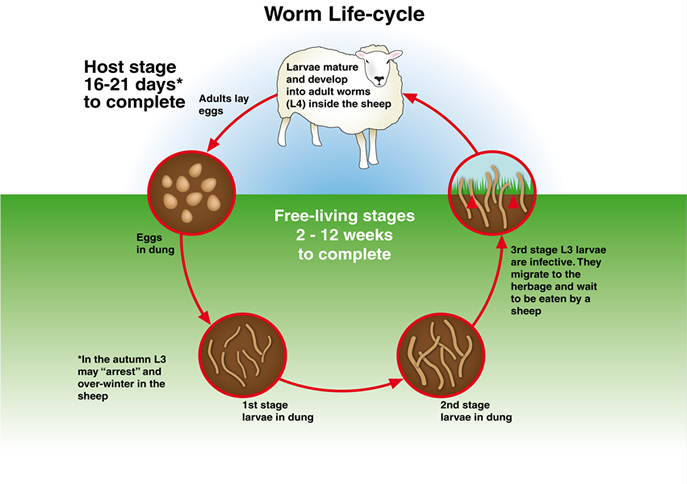 Worm Life-cycle
Host stage
16-21 days*
to complete
Larvae mature
and develop
into adult worms
(L4) inside the sheep
Adults lay
eggs
Eggs
in dung
Free-living stages
2 - 12 weeks
to complete
3rd stage L3 larvae
are infective. They
migrate to the
herbage and wait
to be eaten by a
sheep
*In the autumn L3
may “arrest” and
over-winter in the
sheep
1st stage
larvae in dung
2nd stage
larvae in dung